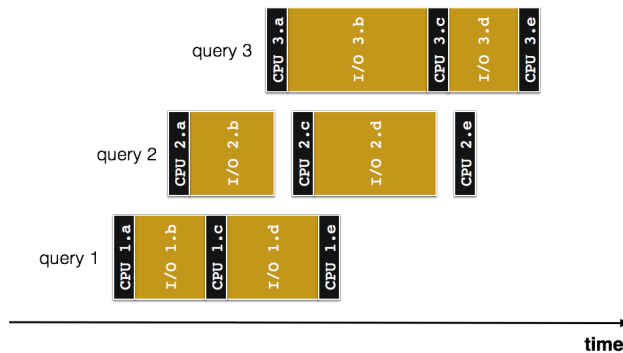 query 3
CPU 3.a
I/O 3.b
CPU 3.c
I/O 3.d
CPU 3.e
query 2
CPU 2.a
I/O 2.b
CPU 2.c
I/O 2.d
CPU 2.e
query 1
CPU 1.a
I/O 1.b
CPU 1.c
I/O 1.d
CPU 1.e
time